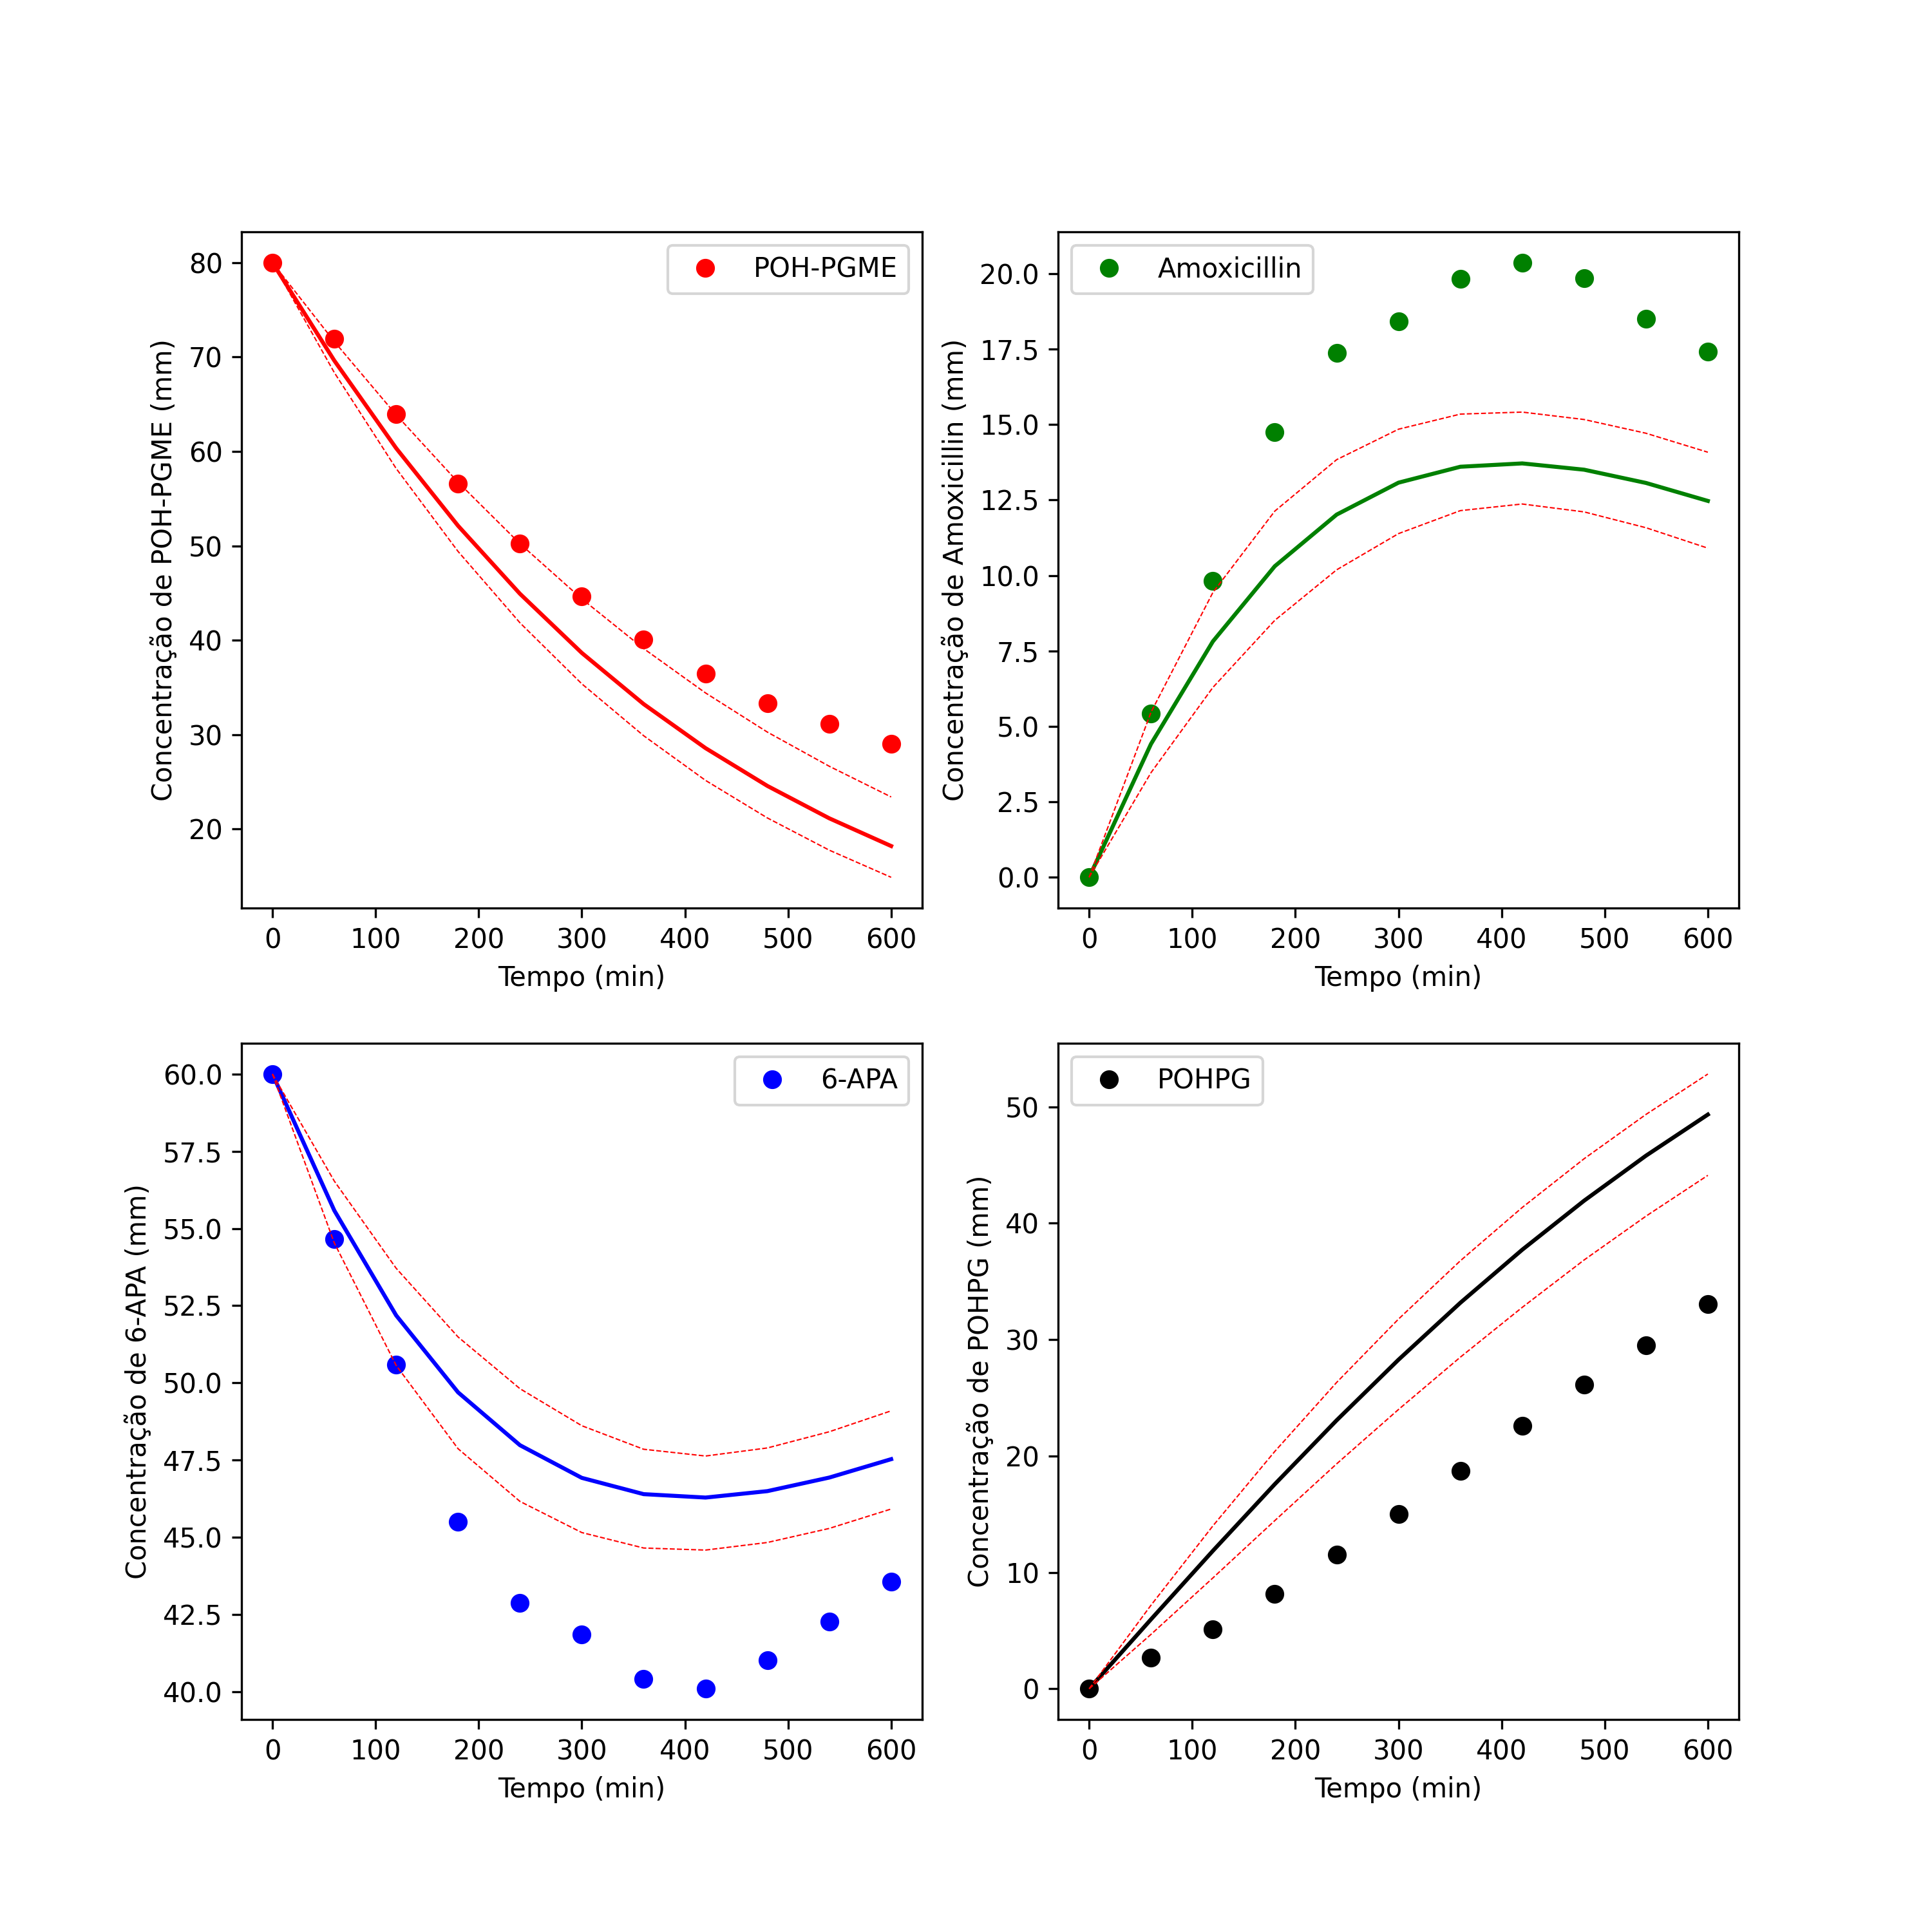 POH-PGME
Concentração de POH-PGME (mm)
80
70
60
50
40
30
20
0 100 200 300 400 500 600
Tempo (min)
Amoxicillin
Concentração de Amoxicillin (mm)
20.0
17.5
15.0
12.5
10.0
7.5
5.0
2.5
0.0
0 100 200 300 400 500 600
Tempo (min)
6-APA
Concentração de 6-APA (mm)
60.0
57.5
55.0
52.5
50.0
47.5
45.0
42.5
40.0
0 100 200 300 400 500 600
Tempo (min)
POHPG
Concentração de POHPG (mm)
50
40
30
20
10
0
0 100 200 300 400 500 600
Tempo (min)